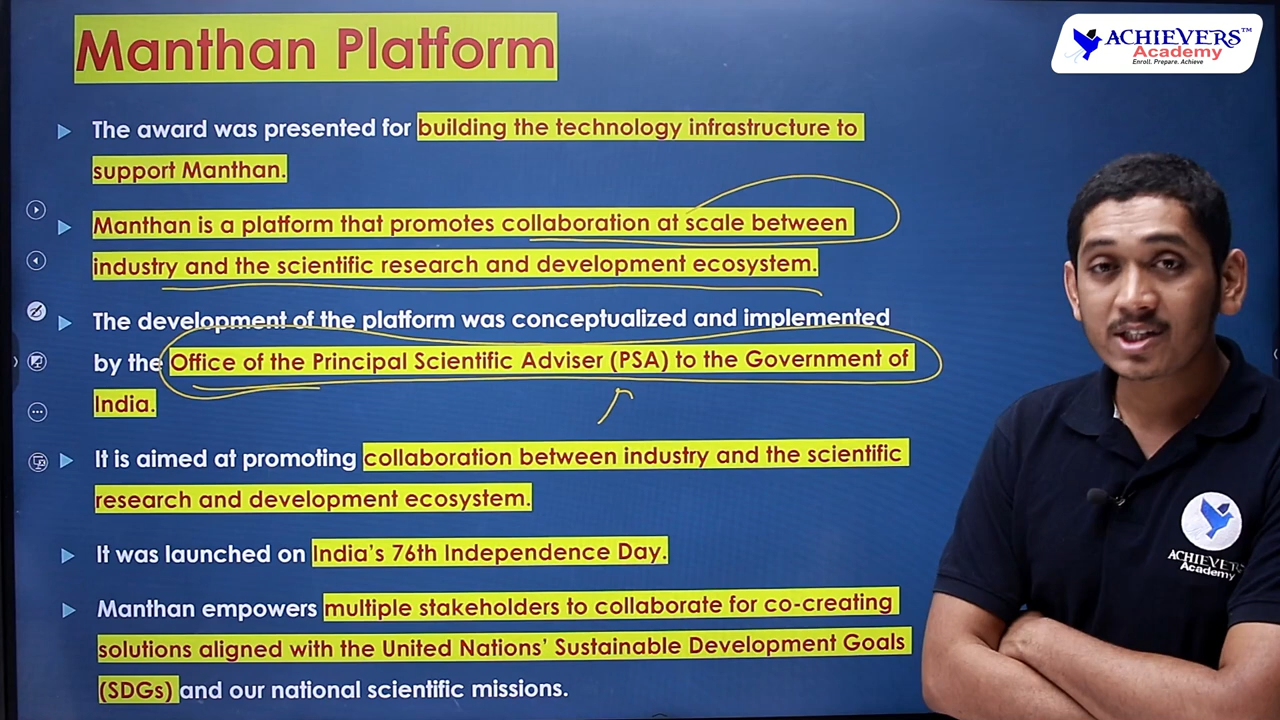 Manthan Platform
ACHIEVERS™
Academy
Enroll. Prepare. Achieve
The award was presented for building the technology infrastructure to
support Manthan.
Manthan is a platform that promotes collaboration at scale between
industry and the scientific research and development ecosystem.
The development of the platform was conceptualized and implemented
by the Office of the Principal Scientific Adviser (PSA) to the Government of
India.
It is aimed at promoting collaboration between industry and the scientific
research and development ecosystem.
It was launched on India's 76th Independence Day.
Manthan empowers multiple stakeholders to collaborate for co-creating
solutions aligned with the United Nations' Sustainable Development Goals
(SDGs) and our national scientific missions.
ACHIEVERS
Academy